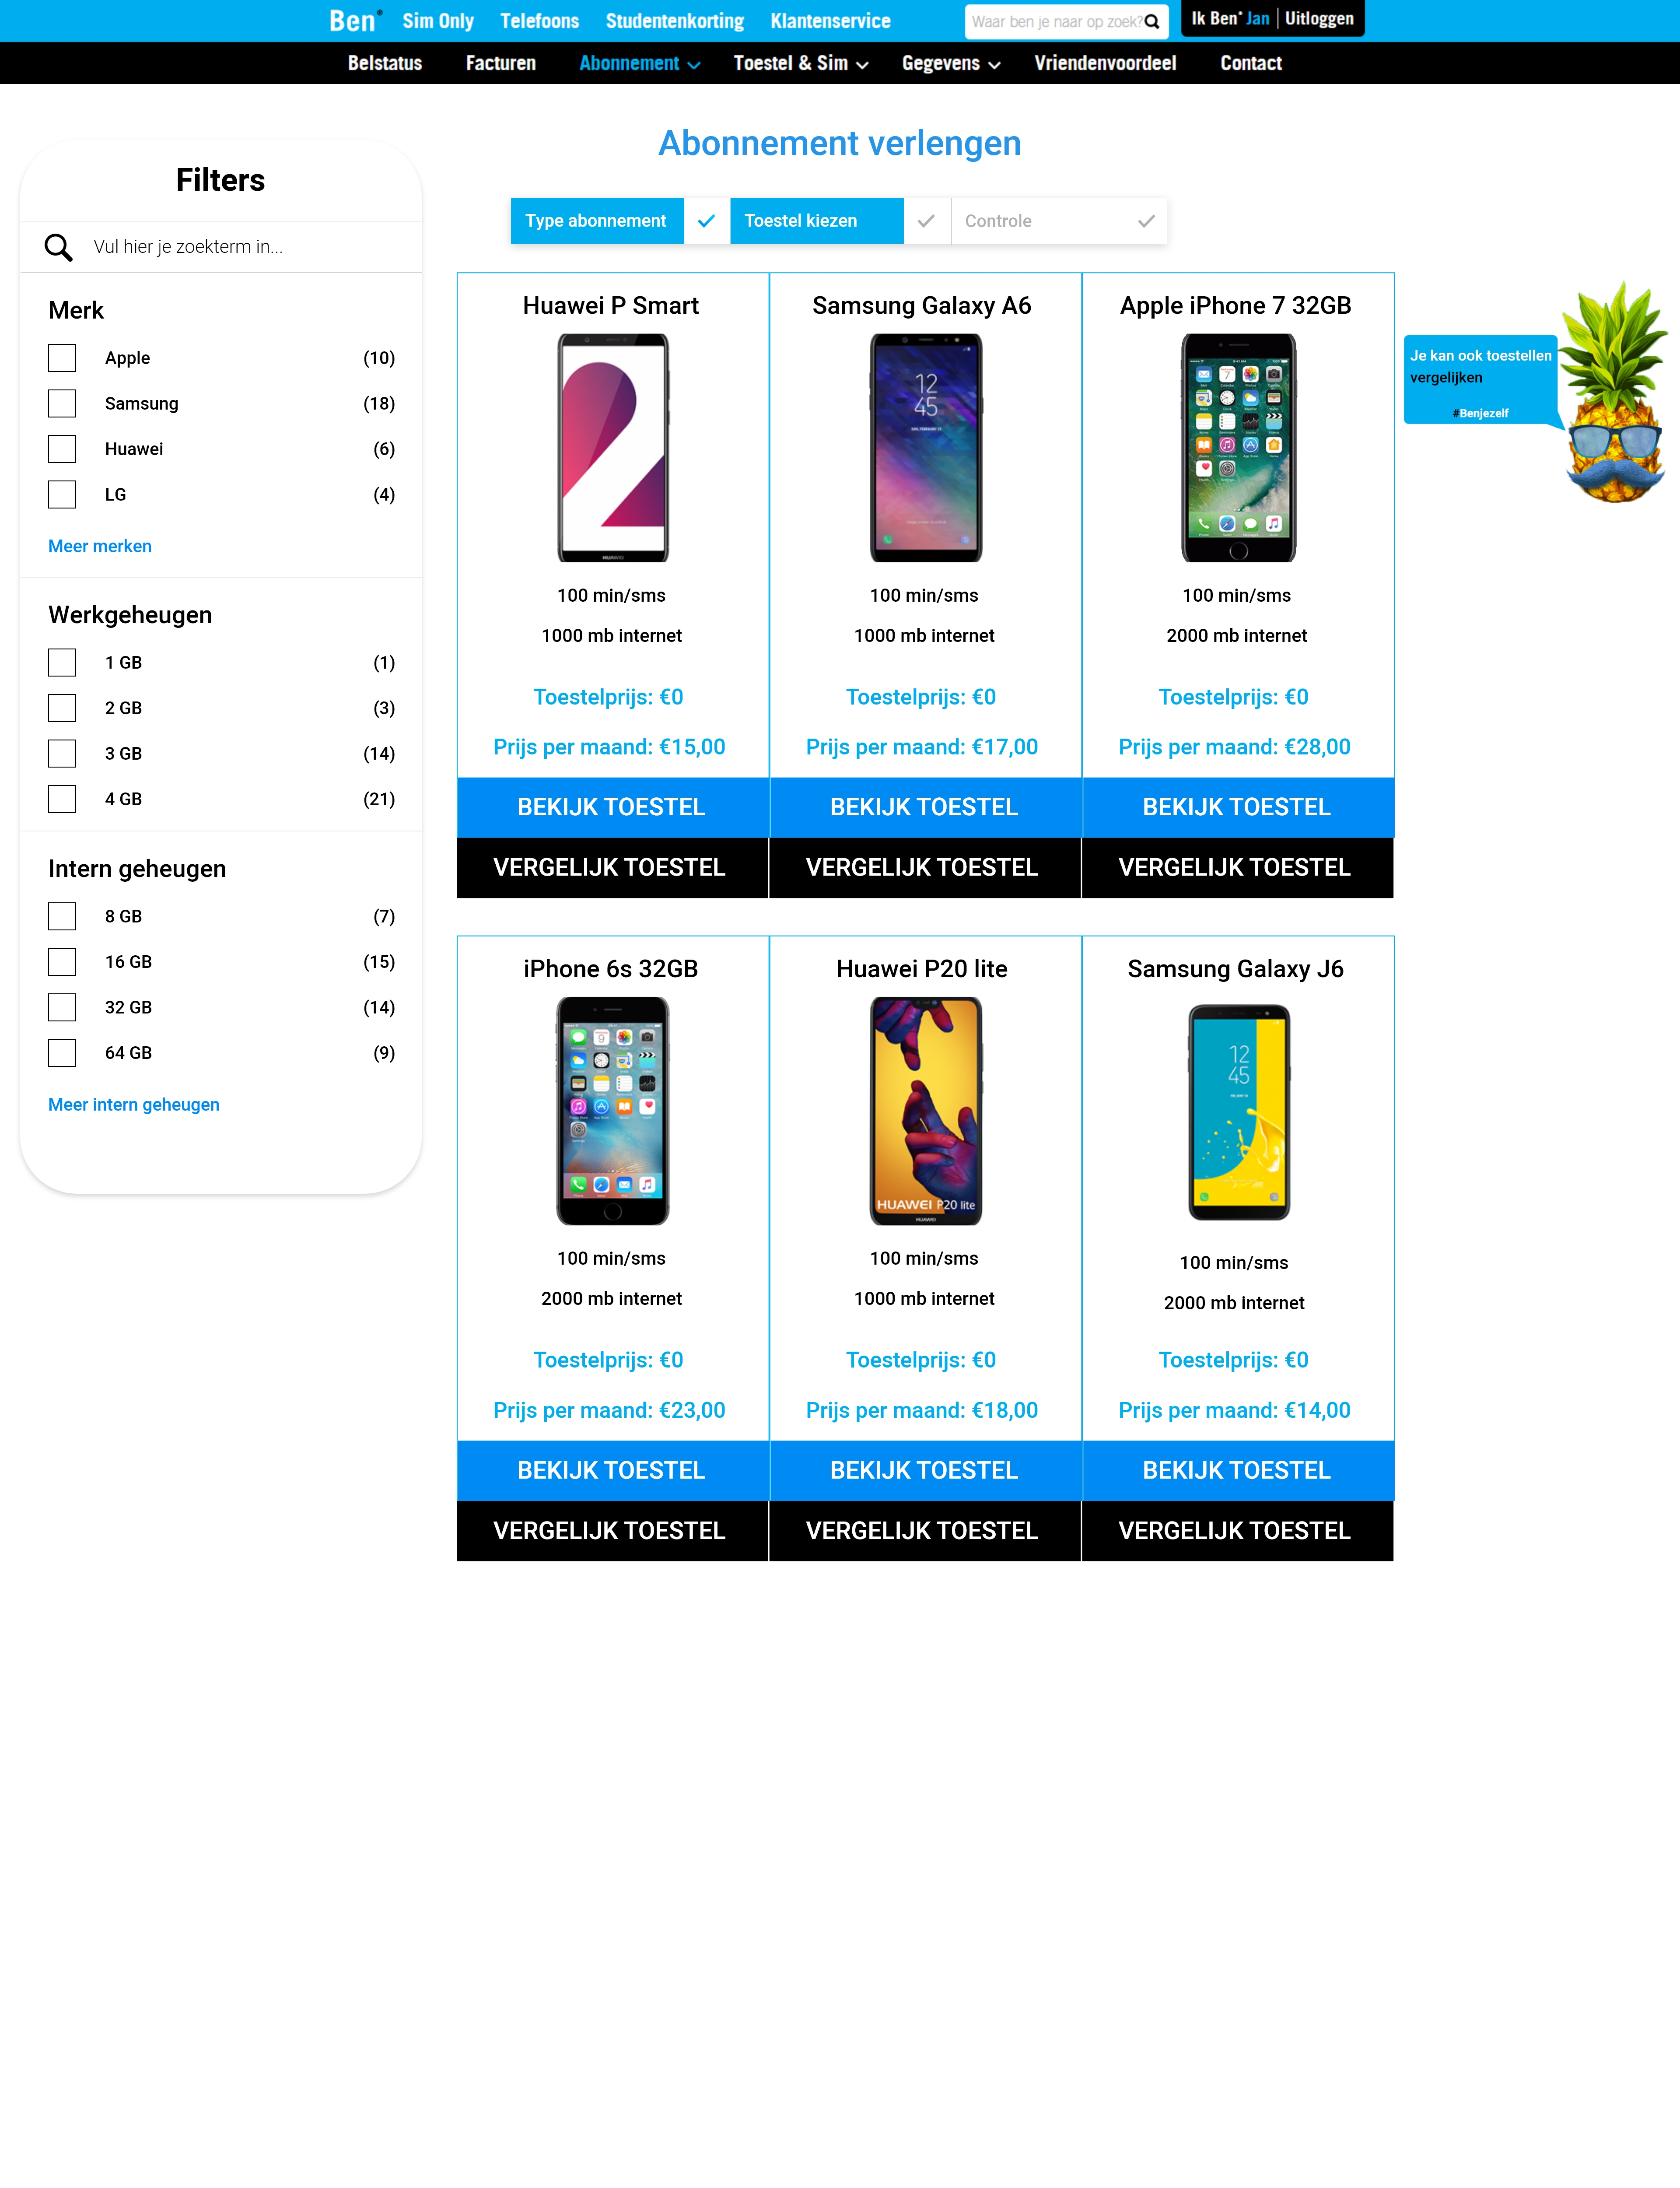 Ben® Sim Only Telefoons Studentenkorting Klantenservice Waar ben je naar op zoek? Ik Ben® Jan Uitloggen
Belstatus Facturen Abonnement Toestel & Sim Gegevens Vriendenvoordeel Contact
Abonnement verlengen
Type abonnement Toestel kiezen Controle
Filters
Vul hier je zoekterm in...
Merk
Apple (10)
Samsung (18)
Huawei (6)
LG (4)
Meer merken
Werkgeheugen
1 GB (1)
2 GB (3)
3 GB (14)
4 GB (21)
Intern geheugen
8 GB (7)
16 GB (15)
32 GB (14)
64 GB (9)
Meer intern geheugen
Huawei P Smart
HUAWEI
100 min/sms
1000 mb internet
Toestelprijs: €0
Prijs per maand: €15,00
BEKIJK TOESTEL
VERGELIJK TOESTEL
Samsung Galaxy A6
12
45
100 min/sms
1000 mb internet
Toestelprijs: €0
Prijs per maand: €17,00
BEKIJK TOESTEL
VERGELIJK TOESTEL
Apple iPhone 7 32GB
100 min/sms
2000 mb internet
Toestelprijs: €0
Prijs per maand: €28,00
BEKIJK TOESTEL
VERGELIJK TOESTEL
Je kan ook toestellen
vergelijken
#Benjezelf
iPhone 6s 32GB
100 min/sms
2000 mb internet
Toestelprijs: €0
Prijs per maand: €23,00
BEKIJK TOESTEL
VERGELIJK TOESTEL
Huawei P20 lite
HUAWEI P20 lite
HUAWEI
100 min/sms
1000 mb internet
Toestelprijs: €0
Prijs per maand: €18,00
BEKIJK TOESTEL
VERGELIJK TOESTEL
Samsung Galaxy J6
12
45
100 min/sms
2000 mb internet
Toestelprijs: €0
Prijs per maand: €14,00
BEKIJK TOESTEL
VERGELIJK TOESTEL